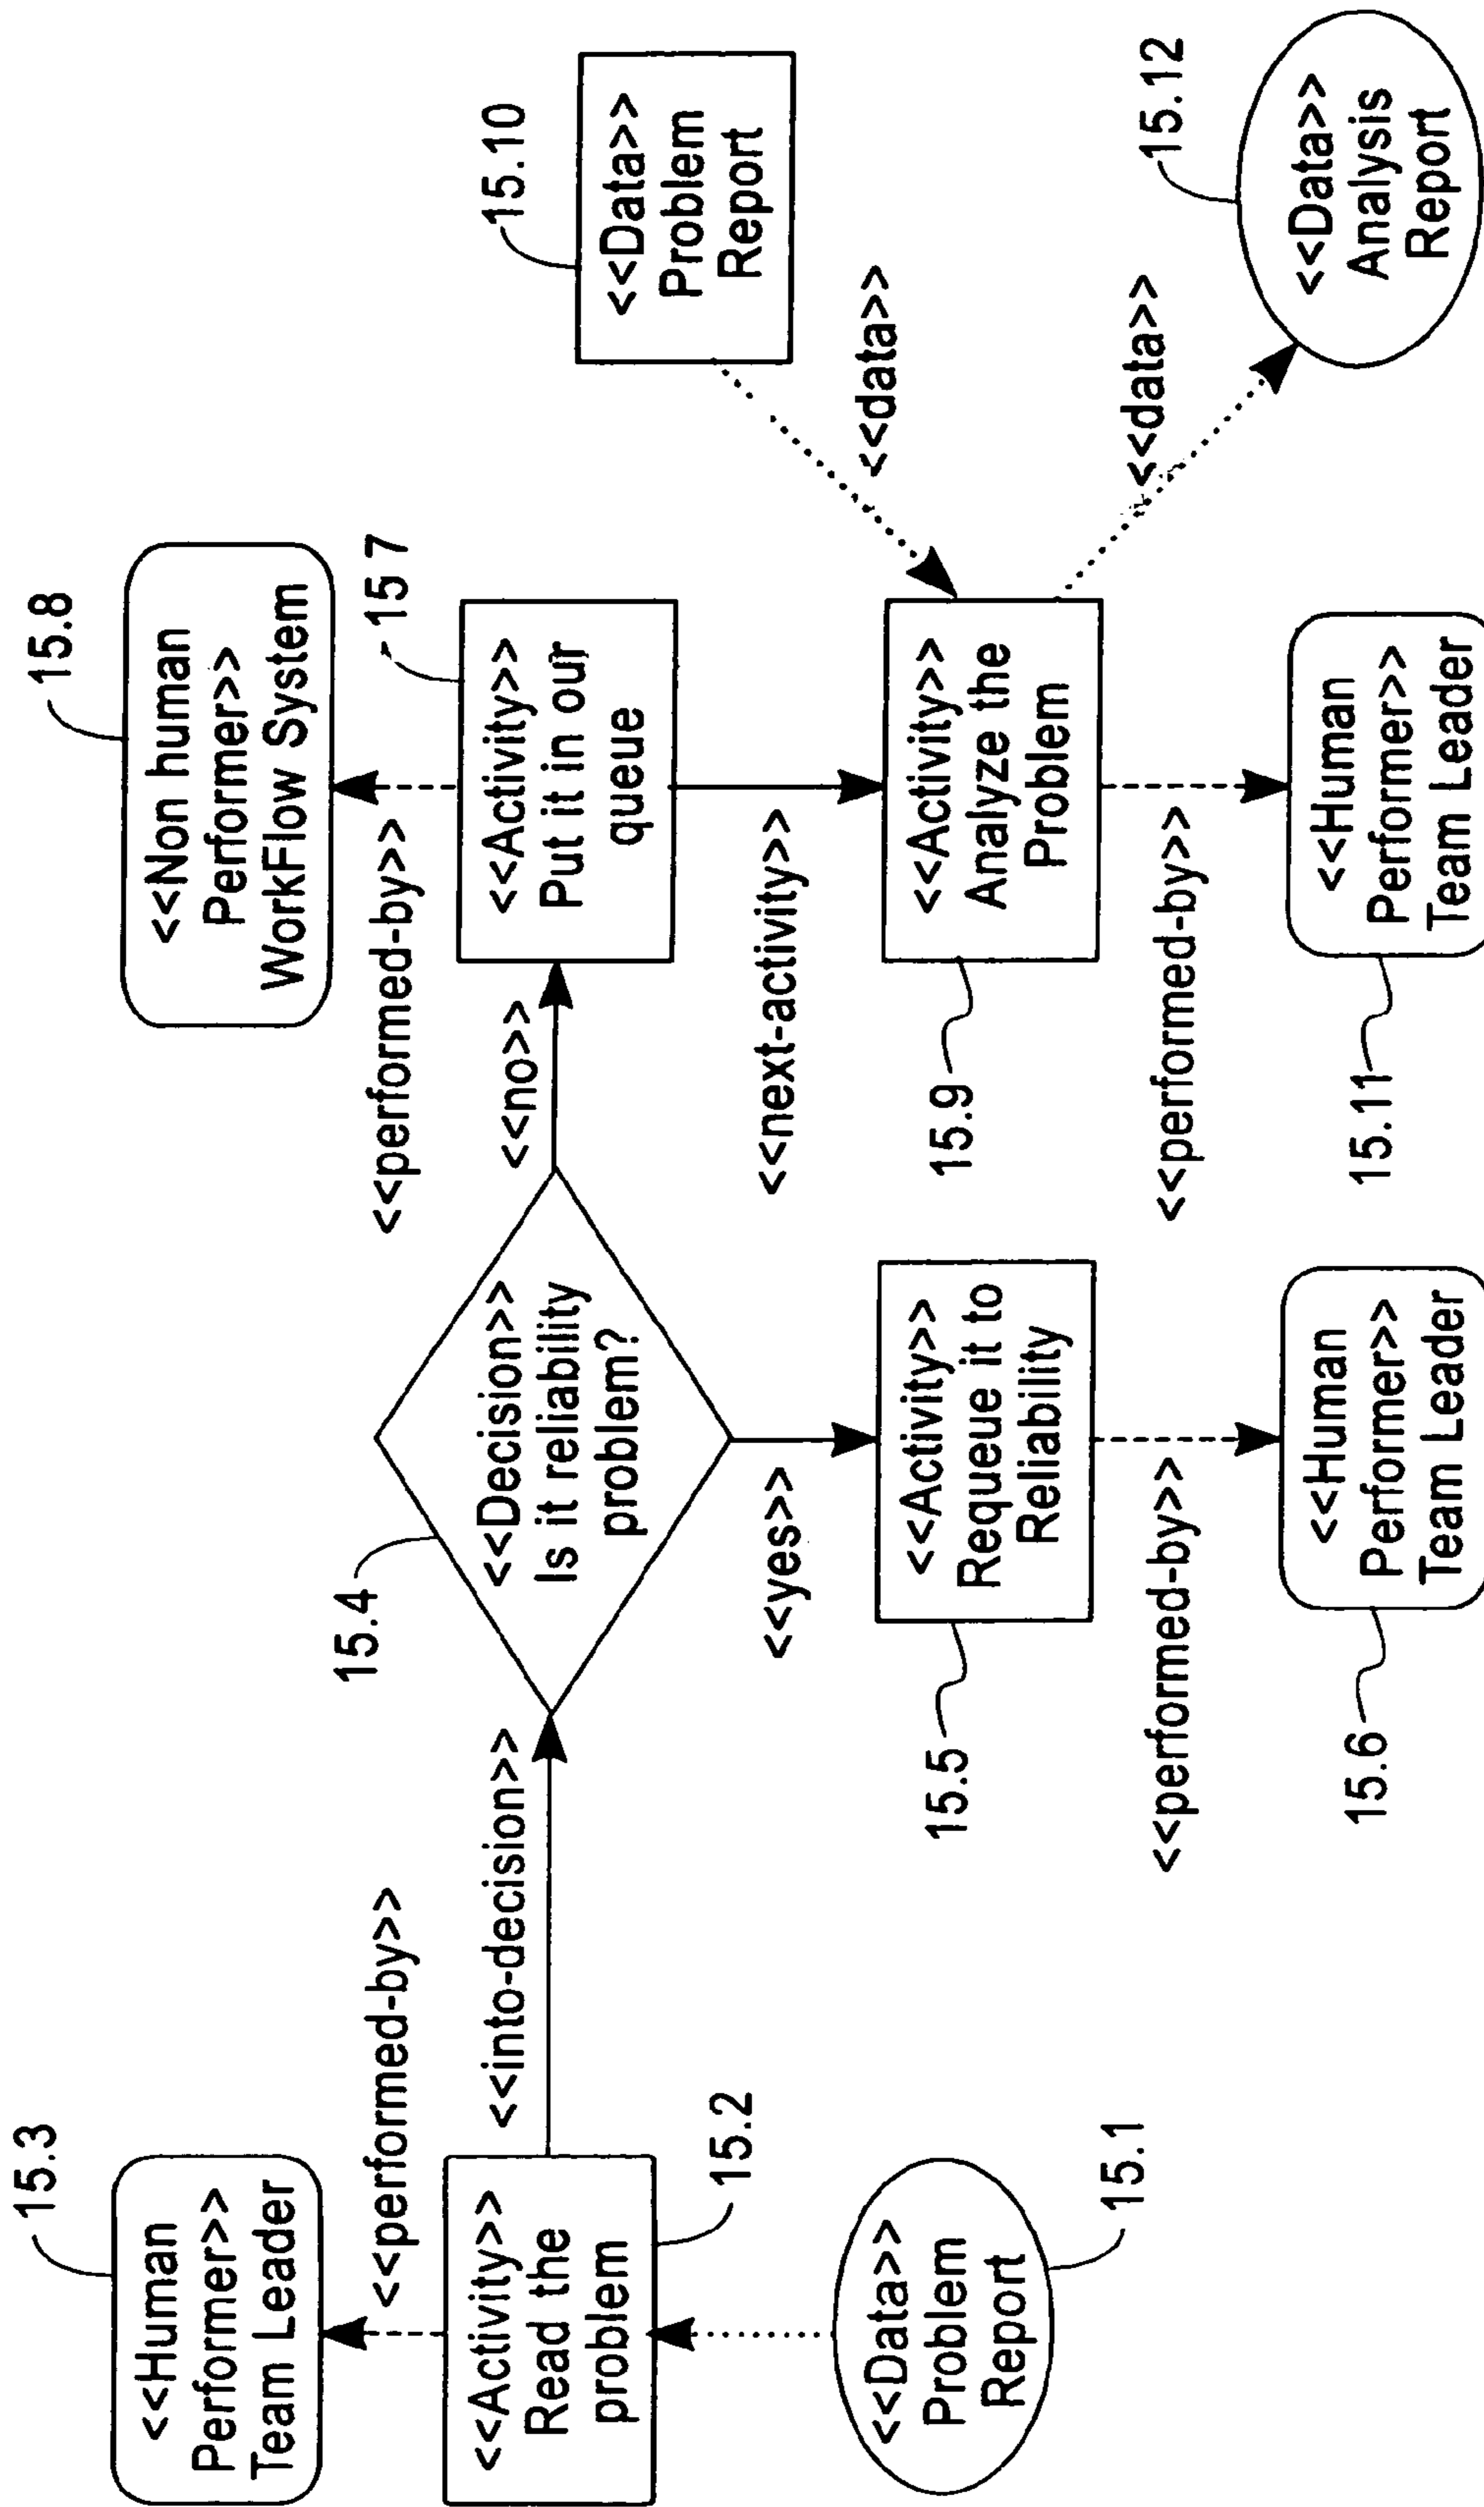 15.3
<<Human
Performer>>
Team Leader
<<performed-by>>
<<Activity>>
Read the
problem
15.2
<<Data>>
Problem
Report
15.1
<<into-decision>>
15.4
<<Decision>>
Is it reliability
problem?
<<yes>>
<<Activity>>
Requeue it to
Reliability
15.5
<<performed-by>>
<<Human
Performer>>
Team Leader
15.6
<<no>>
15.8
<<Non human
Performer>>
WorkFlow System
<<performed-by>>
15.7
<<Activity>>
Put it in our
queue
<<next-activity>>
<<Activity>>
Analyze the
Problem
15.9
<<performed-by>>
<<Human
Performer>>
Team Leader
15.11
15.10
<<Data>>
Problem
Report
<<data>>
<<data>>
15.12
<<Data>>
Analysis
Report